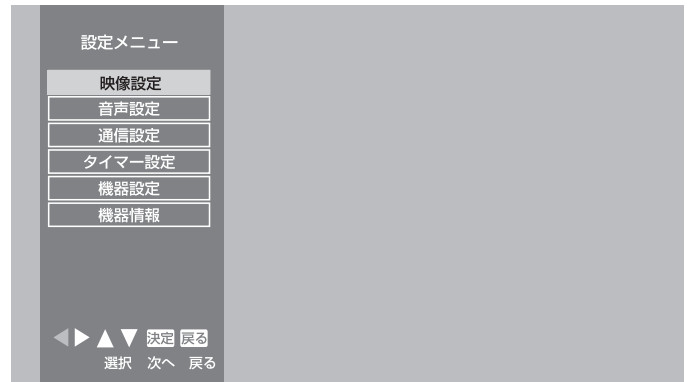 設定メニュー
映像設定
音声設定
通信設定
タイマー設定
機器設定
機器情報
決定 戻る
選択 次へ 戻る